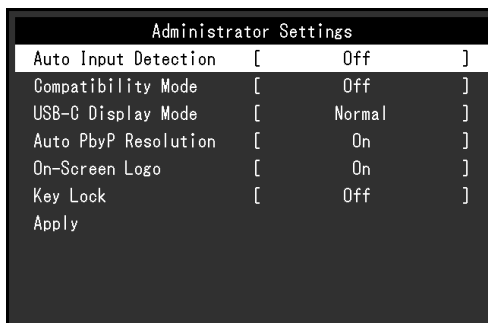 Administrator Settings
Auto Input Detection [ Off ]
Compatibility Mode [ Off ]
USB-C Display Mode [ Normal ]
Auto PbyP Resolution [ On ]
On-Screen Logo [ On ]
Key Lock [ Off ]
Apply